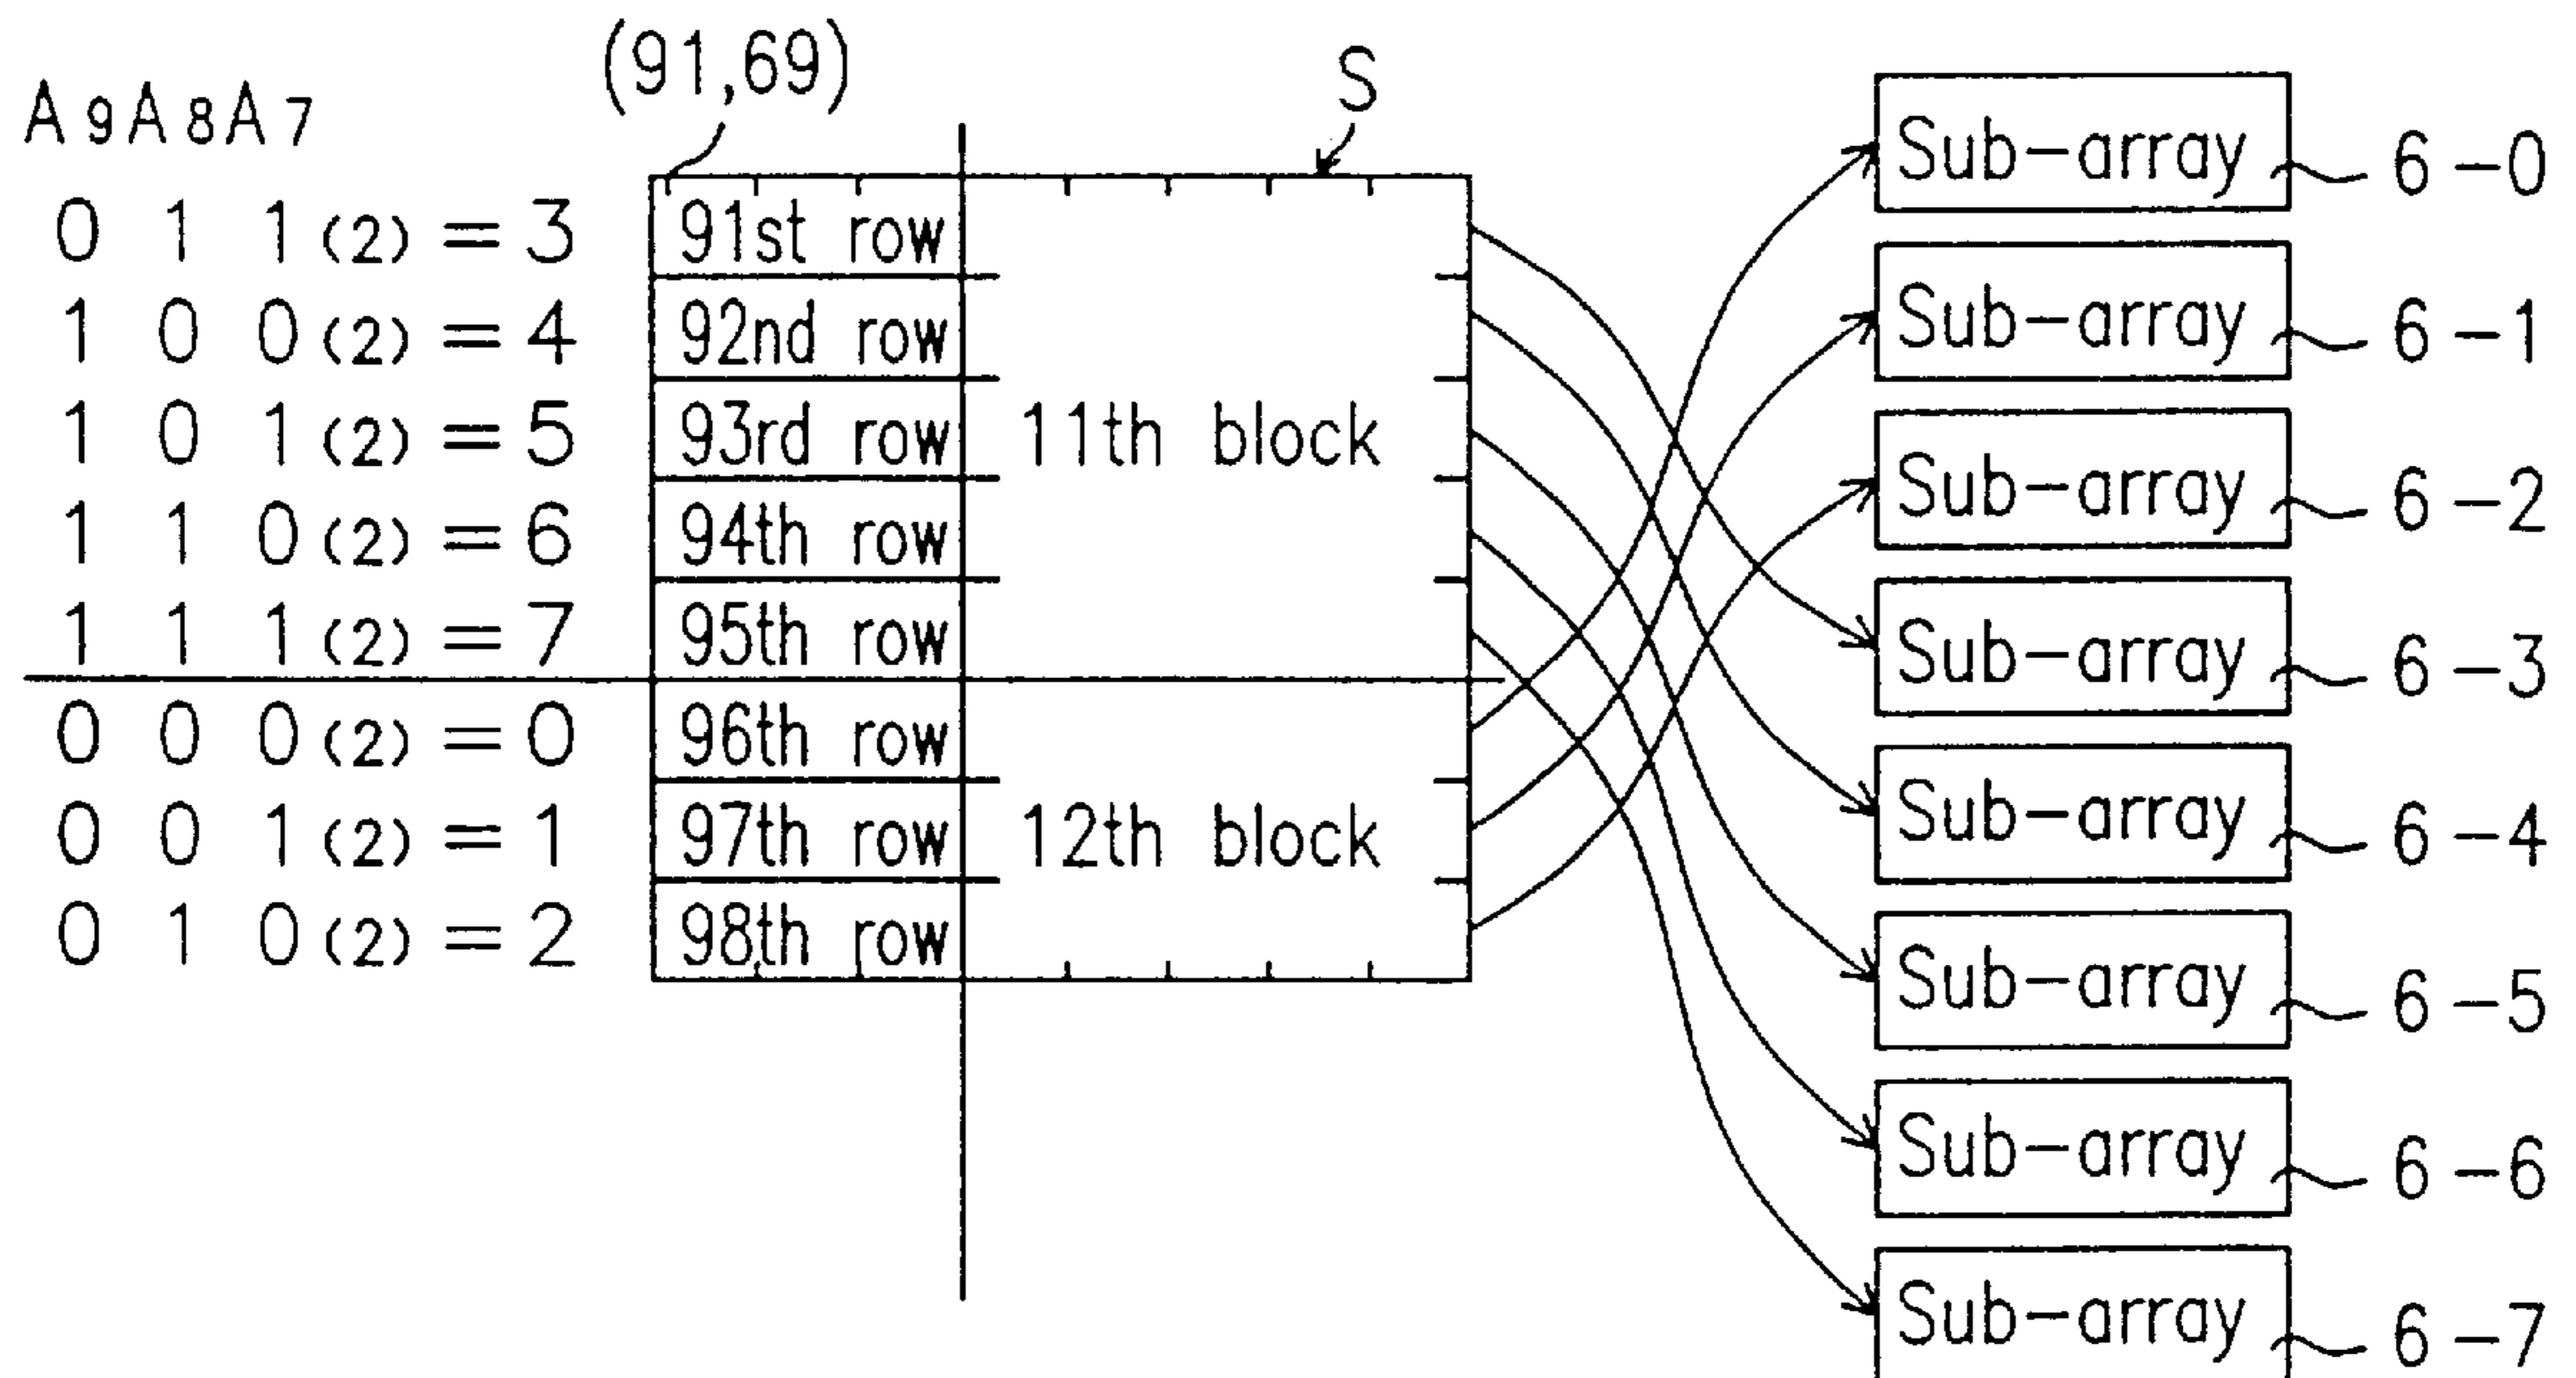 (91,69)
S
A9A8A7
0 1 1(2)=3
91st row
1 0 0(2)=4
92nd row
1 0 1(2)=5
93rd row
11th block
1 1 0(2)=6
94th row
1 1 1(2)=7
95th row
0 0 0(2)=0
96th row
0 0 1(2)=1
97th row
12th block
0 1 0(2)=2
98th row
Sub-array 6-0
Sub-array 6-1
Sub-array 6-2
Sub-array 6-3
Sub-array 6-4
Sub-array 6-5
Sub-array 6-6
Sub-array 6-7